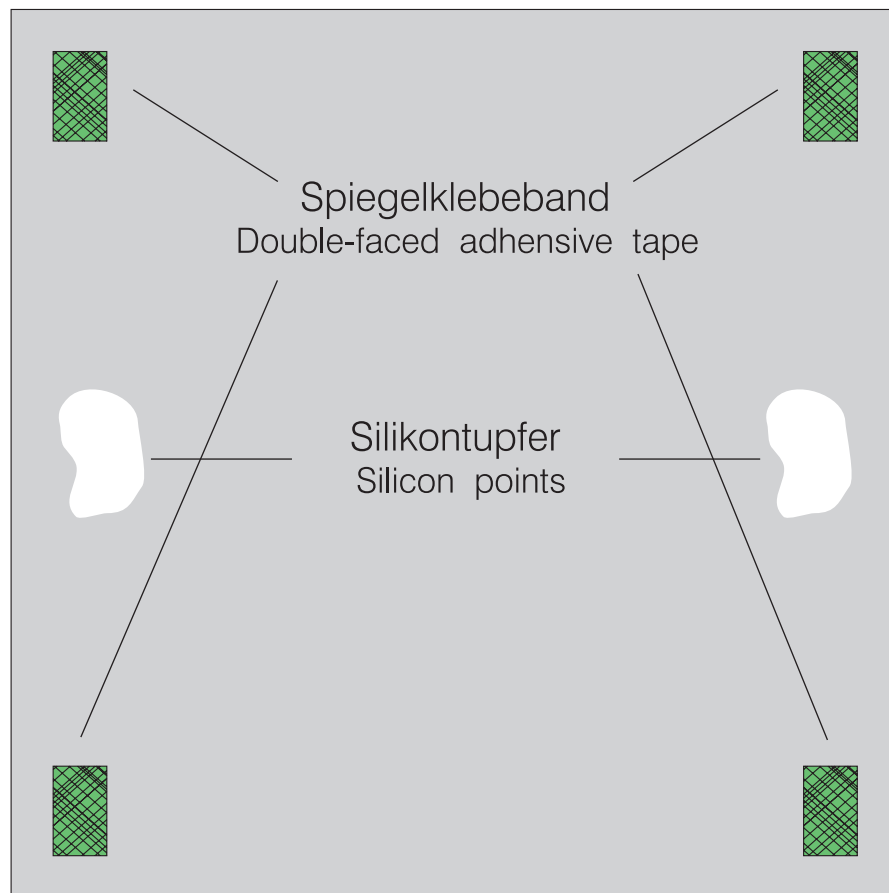 Spiegelklebeband
Double-faced adhensive tape
Silikontupfer
Silicon points